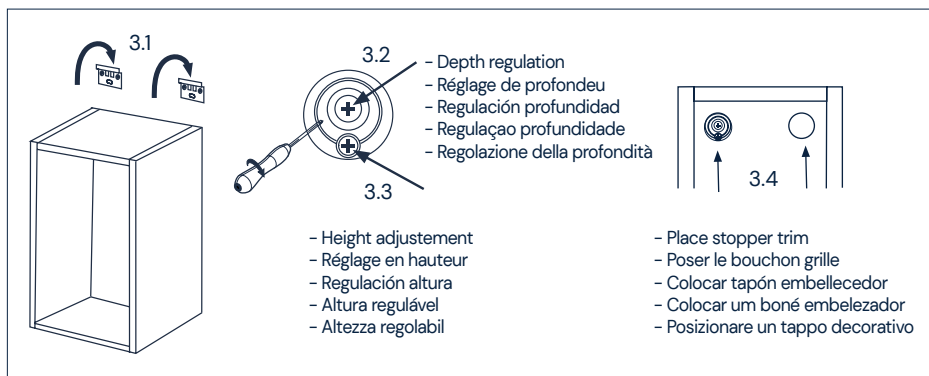 3.1
3.2
- Depth regulation
- Réglage de profondeu
- Regulación profundidad
- Regulaçao profundidade
- Regolazione della profondità
3.3
- Height adjustement
- Réglage en hauteur
- Regulación altura
- Altura regulável
- Altezza regolabil
3.4
- Place stopper trim
- Poser le bouchon grille
- Colocar tapón embellecedor
- Colocar um boné embelezador
- Posizionare un tappo decorativo